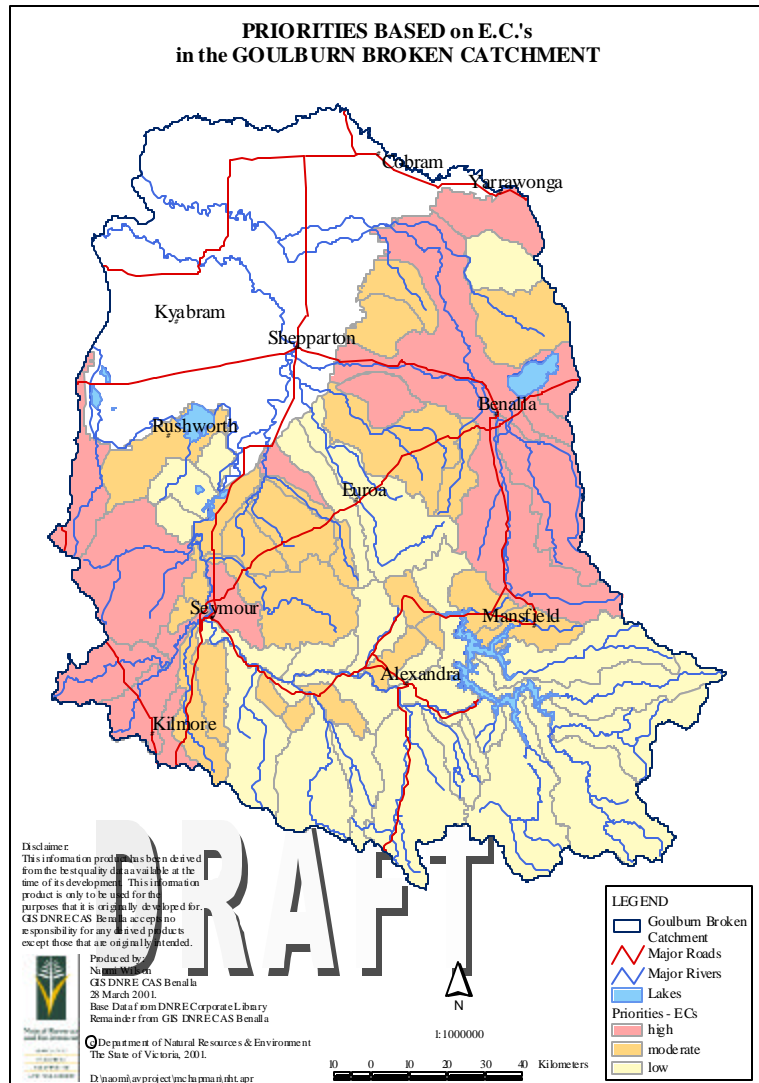 PRIORITIES BASED on E.C.'s
in the GOULBURN BROKEN CATCHMENT
Cobram
Yarrawonga
Kyabram
Shepparton
Benalla
Rushworth
Euroa
Seymour
Mansfield
Alexandra
Kilmore
DRAFT
Disclaimer:
This information product has been derived
from the best quality data available at the
time of its development. This information
product is only to be used for the
purposes that it is originally developed for.
GIS DNRE CAS Benalla accepts no
responsibility for any derived products
except those that are originally intended.
Produced by:
Naomi Wilson
GIS DNRE CAS Benalla
28 March 2001.
Base Data from DNRE Corporate Library
Remainder from GIS DNRE CAS Benalla
© Department of Natural Resources & Environment
The State of Victoria, 2001.
D:\naomi\avproject\mchapman\nht.apr
N
1:1000000
10 0 10 20 30 40 Kilometers
LEGEND
Goulburn Broken
Catchment
Major Roads
Major Rivers
Lakes
Priorities - ECs
high
moderate
low